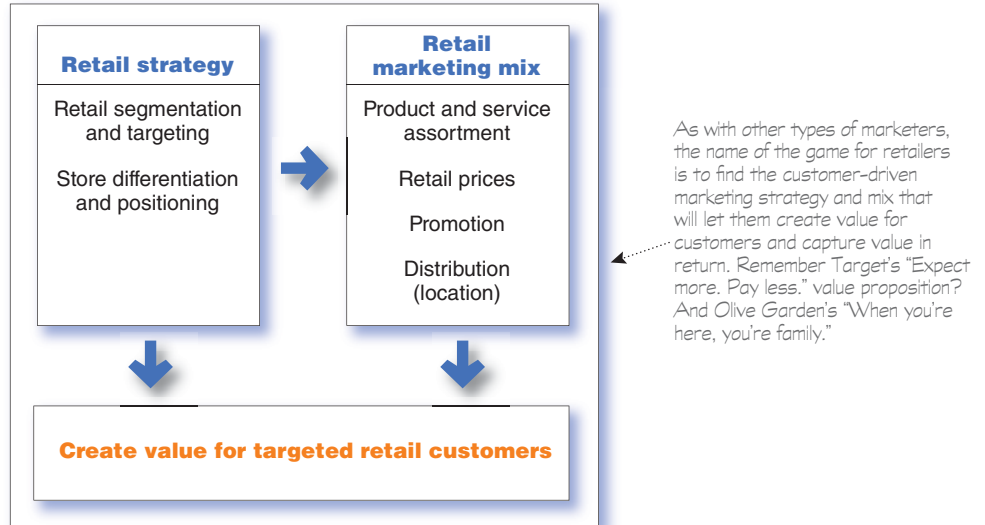 Retail strategy
Retail segmentation
and targeting
Store differentiation
and positioning
Retail
marketing mix
Product and service
assortment
Retail prices
Promotion
Distribution
(location)
Create value for targeted retail customers
As with other types of marketers,
the name of the game for retailers
is to find the customer-driven
marketing strategy and mix that
will let them create value for
customers and capture value in
return. Remember Target's “Expect
more. Pay less.” value proposition?
And Olive Garden's “When you're
here, you're family.”